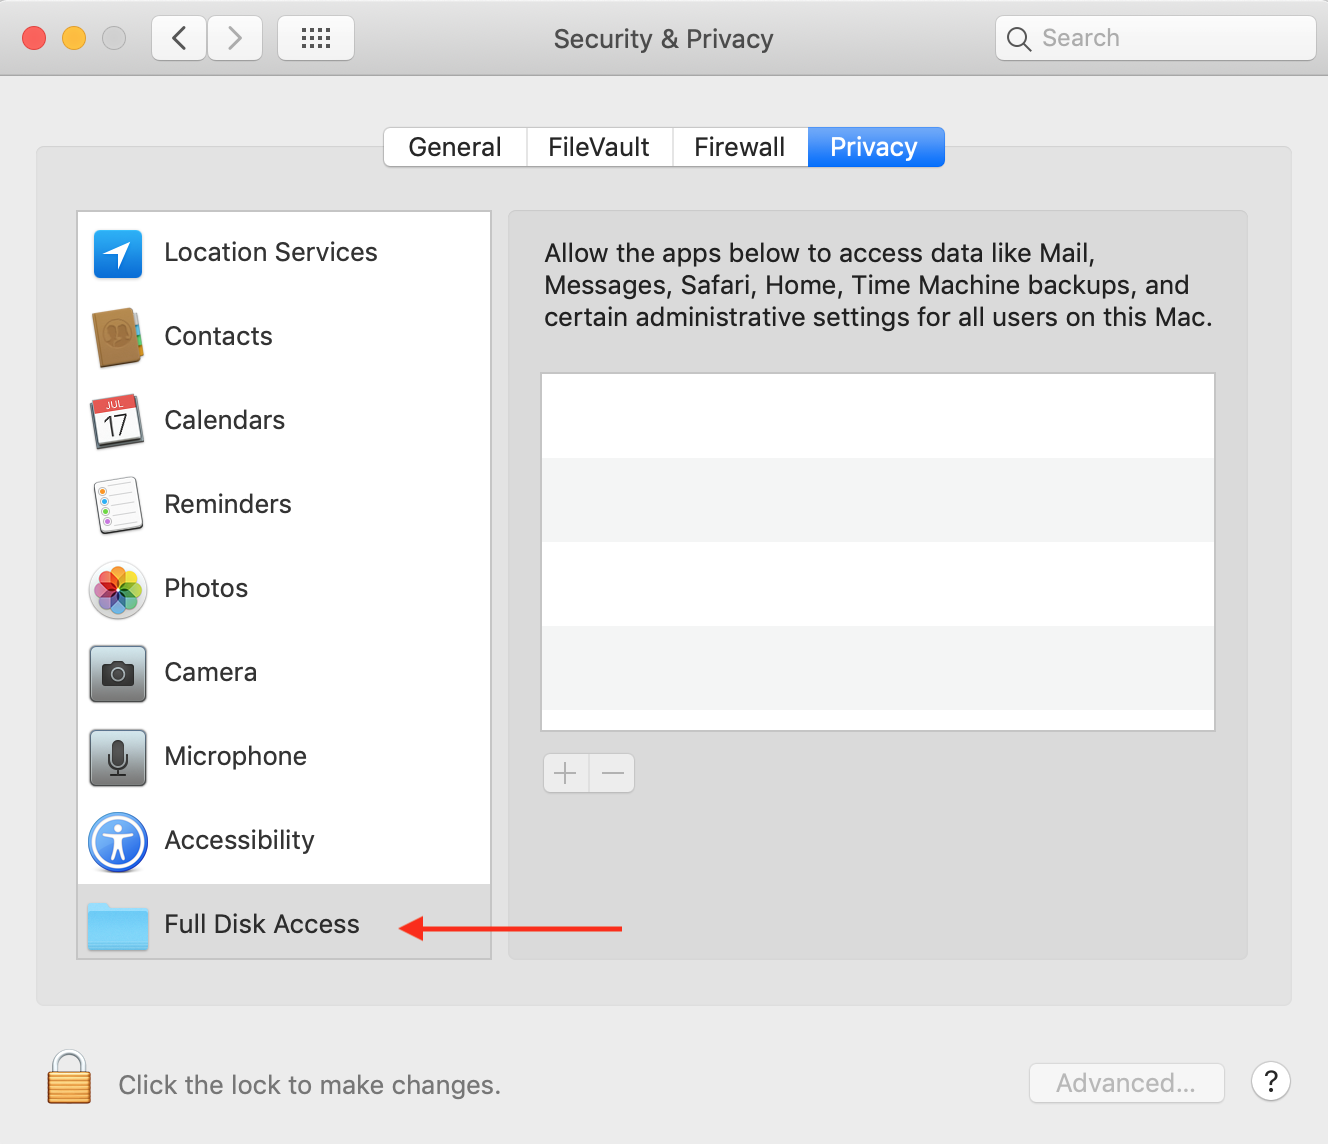 Security & Privacy
Search
General
FileVault
Firewall
Privacy
Location Services
Contacts
JUL
17
Calendars
Reminders
Photos
Camera
Microphone
Accessibility
Full Disk Access
Allow the apps below to access data like Mail,
Messages, Safari, Home, Time Machine backups, and
certain administrative settings for all users on this Mac.
Click the lock to make changes.
Advanced...
?